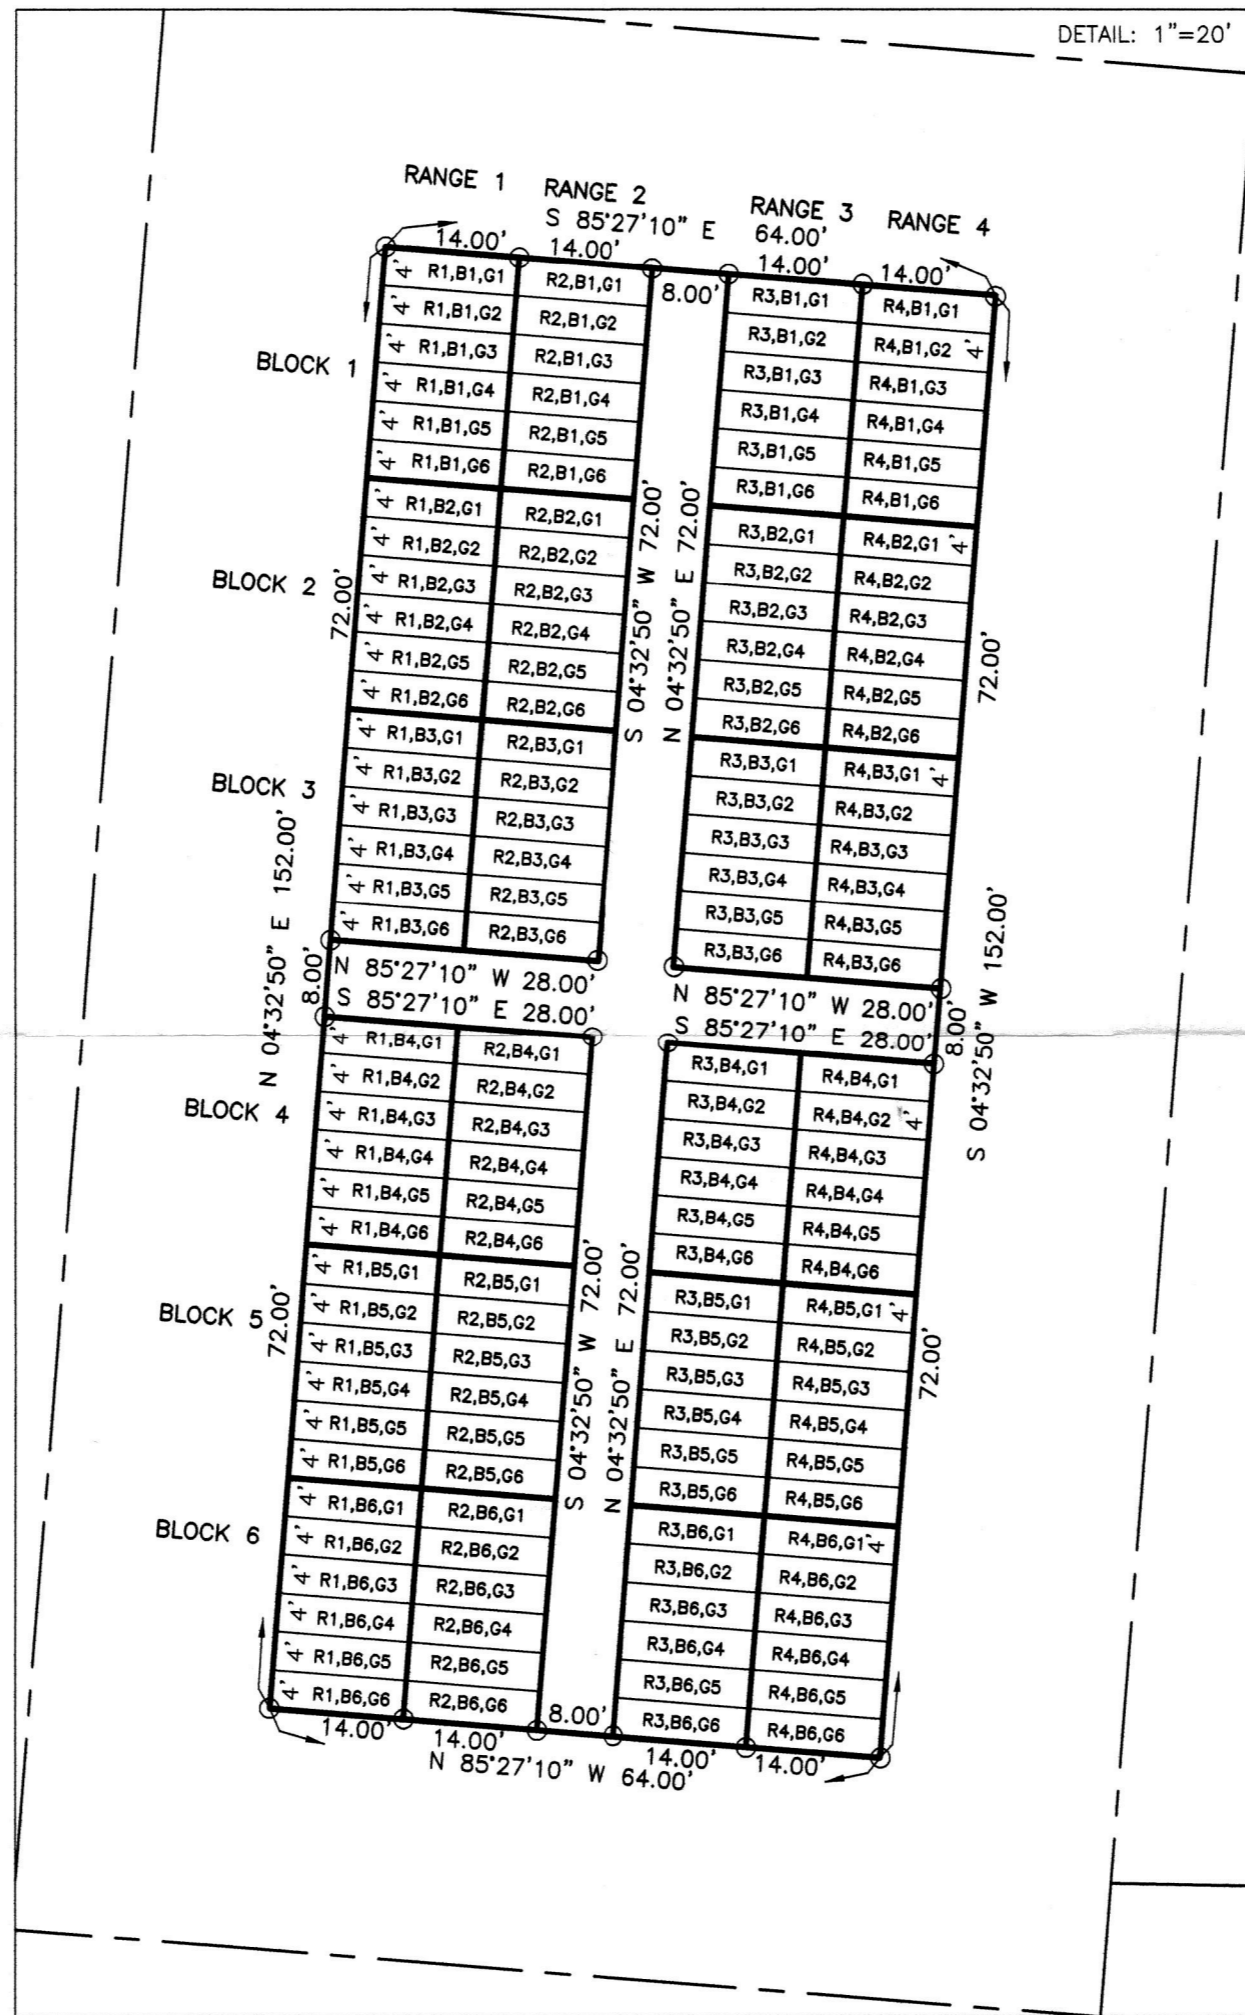 DETAIL: 1"=20'
RANGE 1 RANGE 2 RANGE 3 RANGE 4
S 85°27'10" E 64.00'
14.00' 14.00' 8.00' 14.00' 14.00'
BLOCK 1
4' R1,B1,G1 R2,B1,G1 R3,B1,G1 R4,B1,G1
4' R1,B1,G2 R2,B1,G2 R3,B1,G2 R4,B1,G2 4'
4' R1,B1,G3 R2,B1,G3 R3,B1,G3 R4,B1,G3
4' R1,B1,G4 R2,B1,G4 R3,B1,G4 R4,B1,G4
4' R1,B1,G5 R2,B1,G5 R3,B1,G5 R4,B1,G5
4' R1,B1,G6 R2,B1,G6 R3,B1,G6 R4,B1,G6
BLOCK 2
4' R1,B2,G1 R2,B2,G1 R3,B2,G1 R4,B2,G1 4'
4' R1,B2,G2 R2,B2,G2 R3,B2,G2 R4,B2,G2
4' R1,B2,G3 R2,B2,G3 R3,B2,G3 R4,B2,G3
4' R1,B2,G4 R2,B2,G4 R3,B2,G4 R4,B2,G4
4' R1,B2,G5 R2,B2,G5 R3,B2,G5 R4,B2,G5
4' R1,B2,G6 R2,B2,G6 R3,B2,G6 R4,B2,G6
72.00'
S 04°32'50" W 72.00'
N 04°32'50" E 72.00'
72.00'
BLOCK 3
4' R1,B3,G1 R2,B3,G1 R3,B3,G1 R4,B3,G1 4'
4' R1,B3,G2 R2,B3,G2 R3,B3,G2 R4,B3,G2
4' R1,B3,G3 R2,B3,G3 R3,B3,G3 R4,B3,G3
4' R1,B3,G4 R2,B3,G4 R3,B3,G4 R4,B3,G4
4' R1,B3,G5 R2,B3,G5 R3,B3,G5 R4,B3,G5
4' R1,B3,G6 R2,B3,G6 R3,B3,G6 R4,B3,G6
N 04°32'50" E 152.00'
8.00'
N 85°27'10" W 28.00'
S 85°27'10" E 28.00'
N 85°27'10" W 28.00'
S 85°27'10" E 28.00'
8.00'
S 04°32'50" W 152.00'
BLOCK 4
4' R1,B4,G1 R2,B4,G1 R3,B4,G1 R4,B4,G1
4' R1,B4,G2 R2,B4,G2 R3,B4,G2 R4,B4,G2 4'
4' R1,B4,G3 R2,B4,G3 R3,B4,G3 R4,B4,G3
4' R1,B4,G4 R2,B4,G4 R3,B4,G4 R4,B4,G4
4' R1,B4,G5 R2,B4,G5 R3,B4,G5 R4,B4,G5
4' R1,B4,G6 R2,B4,G6 R3,B4,G6 R4,B4,G6
BLOCK 5
4' R1,B5,G1 R2,B5,G1 R3,B5,G1 R4,B5,G1 4'
4' R1,B5,G2 R2,B5,G2 R3,B5,G2 R4,B5,G2
4' R1,B5,G3 R2,B5,G3 R3,B5,G3 R4,B5,G3
4' R1,B5,G4 R2,B5,G4 R3,B5,G4 R4,B5,G4
4' R1,B5,G5 R2,B5,G5 R3,B5,G5 R4,B5,G5
4' R1,B5,G6 R2,B5,G6 R3,B5,G6 R4,B5,G6
72.00'
S 04°32'50" W 72.00'
N 04°32'50" E 72.00'
72.00'
BLOCK 6
4' R1,B6,G1 R2,B6,G1 R3,B6,G1 R4,B6,G1 4'
4' R1,B6,G2 R2,B6,G2 R3,B6,G2 R4,B6,G2
4' R1,B6,G3 R2,B6,G3 R3,B6,G3 R4,B6,G3
4' R1,B6,G4 R2,B6,G4 R3,B6,G4 R4,B6,G4
4' R1,B6,G5 R2,B6,G5 R3,B6,G5 R4,B6,G5
4' R1,B6,G6 R2,B6,G6 R3,B6,G6 R4,B6,G6
14.00' 14.00' 8.00' 14.00' 14.00'
N 85°27'10" W 64.00'